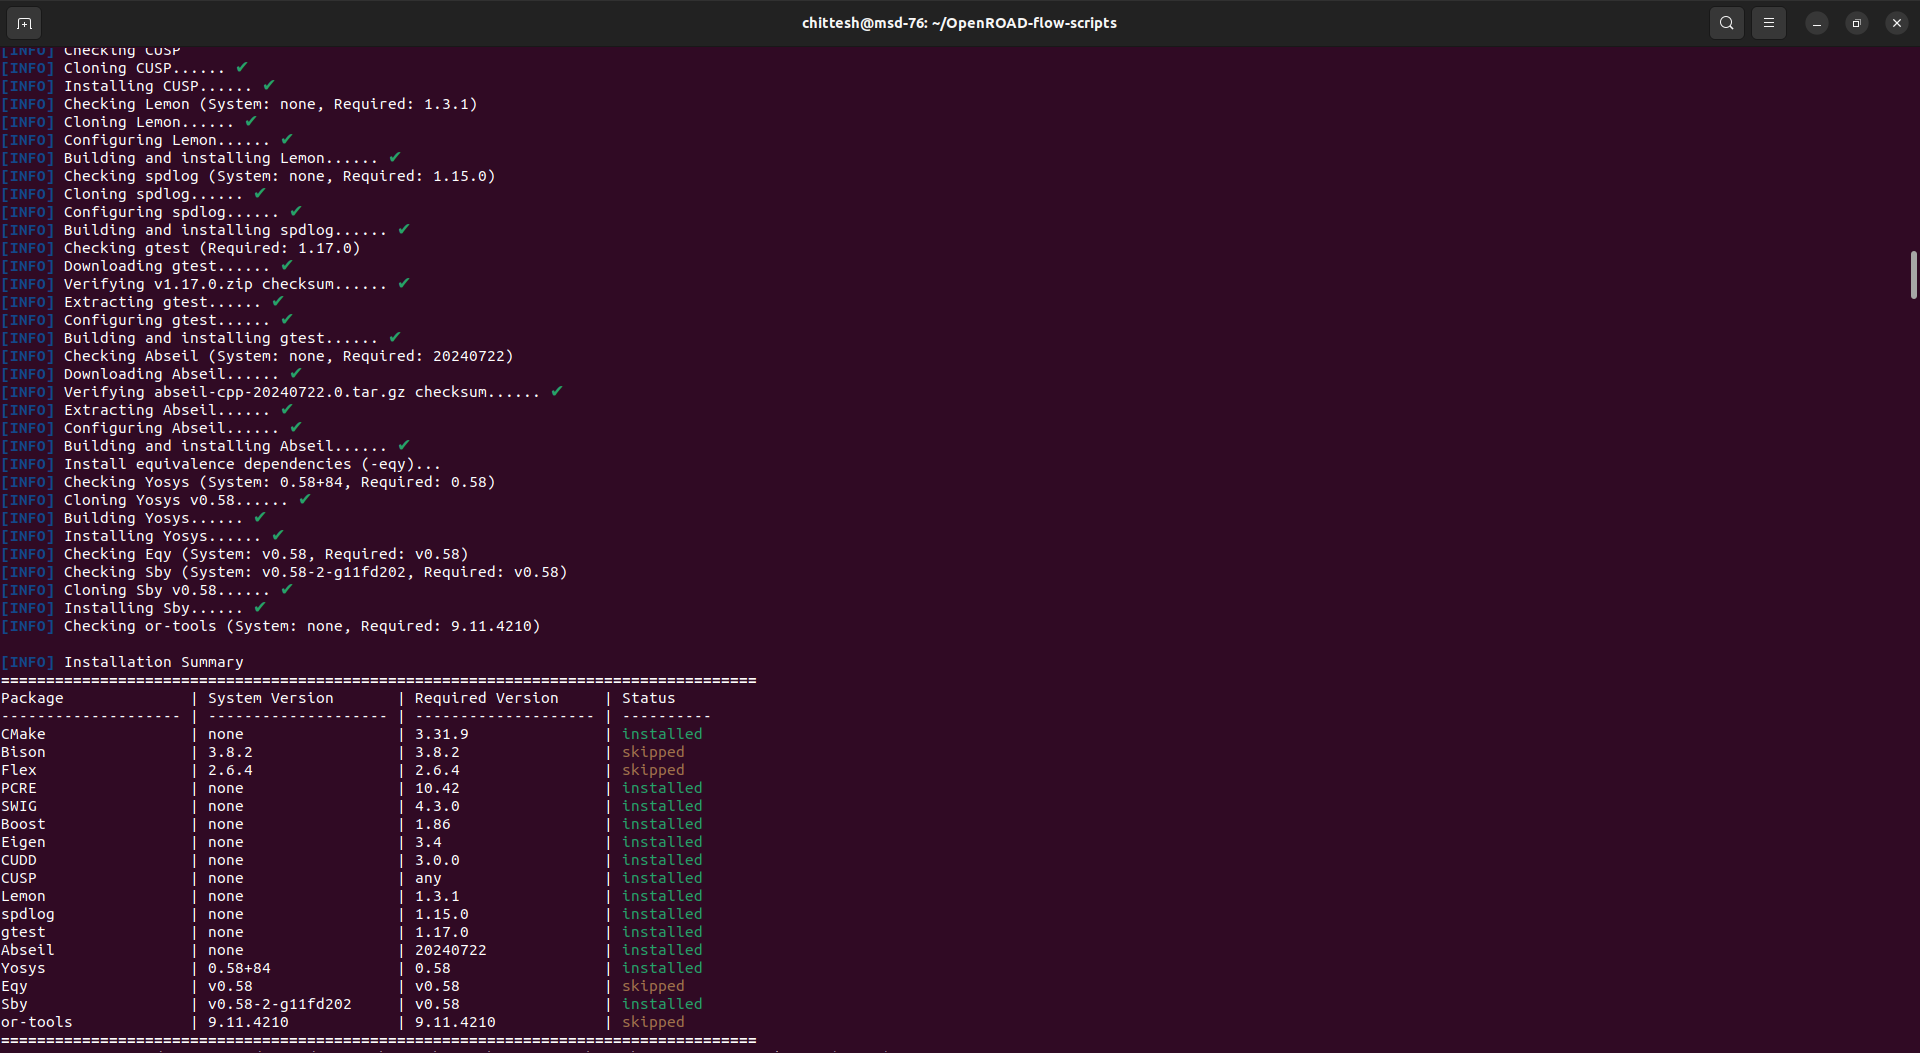 chittesh@msd-76: ~/OpenROAD-flow-scripts
[INFO] Checking CUSP
[INFO] Cloning CUSP...... ✔
[INFO] Installing CUSP...... ✔
[INFO] Checking Lemon (System: none, Required: 1.3.1)
[INFO] Cloning Lemon...... ✔
[INFO] Configuring Lemon...... ✔
[INFO] Building and installing Lemon...... ✔
[INFO] Checking spdlog (System: none, Required: 1.15.0)
[INFO] Cloning spdlog...... ✔
[INFO] Configuring spdlog...... ✔
[INFO] Building and installing spdlog...... ✔
[INFO] Checking gtest (Required: 1.17.0)
[INFO] Downloading gtest...... ✔
[INFO] Verifying v1.17.0.zip checksum...... ✔
[INFO] Extracting gtest...... ✔
[INFO] Configuring gtest...... ✔
[INFO] Building and installing gtest...... ✔
[INFO] Checking Abseil (System: none, Required: 20240722)
[INFO] Downloading Abseil...... ✔
[INFO] Verifying abseil-cpp-20240722.0.tar.gz checksum...... ✔
[INFO] Extracting Abseil...... ✔
[INFO] Configuring Abseil...... ✔
[INFO] Building and installing Abseil...... ✔
[INFO] Install equivalence dependencies (-eqy)...
[INFO] Checking Yosys (System: 0.58+84, Required: 0.58)
[INFO] Cloning Yosys v0.58...... ✔
[INFO] Building Yosys...... ✔
[INFO] Installing Yosys...... ✔
[INFO] Checking Eqy (System: v0.58, Required: v0.58)
[INFO] Checking Sby (System: v0.58-2-g11fd202, Required: v0.58)
[INFO] Cloning Sby v0.58...... ✔
[INFO] Installing Sby...... ✔
[INFO] Checking or-tools (System: none, Required: 9.11.4210)
[INFO] Installation Summary
====================================================================================
Package | System Version | Required Version | Status
-------------------- | -------------------- | -------------------- | ----------
CMake | none | 3.31.9 | installed
Bison | 3.8.2 | 3.8.2 | skipped
Flex | 2.6.4 | 2.6.4 | skipped
PCRE | none | 10.42 | installed
SWIG | none | 4.3.0 | installed
Boost | none | 1.86 | installed
Eigen | none | 3.4 | installed
CUDD | none | 3.0.0 | installed
CUSP | none | any | installed
Lemon | none | 1.3.1 | installed
spdlog | none | 1.15.0 | installed
gtest | none | 1.17.0 | installed
Abseil | none | 20240722 | installed
Yosys | 0.58+84 | 0.58 | installed
Eqy | v0.58 | v0.58 | skipped
Sby | v0.58-2-g11fd202 | v0.58 | installed
or-tools | 9.11.4210 | 9.11.4210 | skipped
====================================================================================